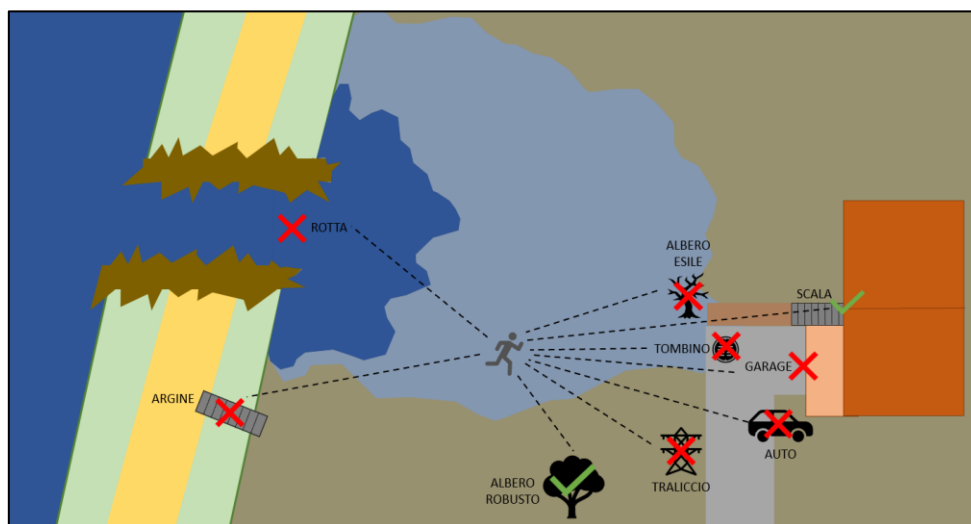 ROTTA
ALBERO
ESILE
SCALA
TOMBINO
GARAGE
ARGINE
AUTO
ALBERO
ROBUSTO
TRALICCIO